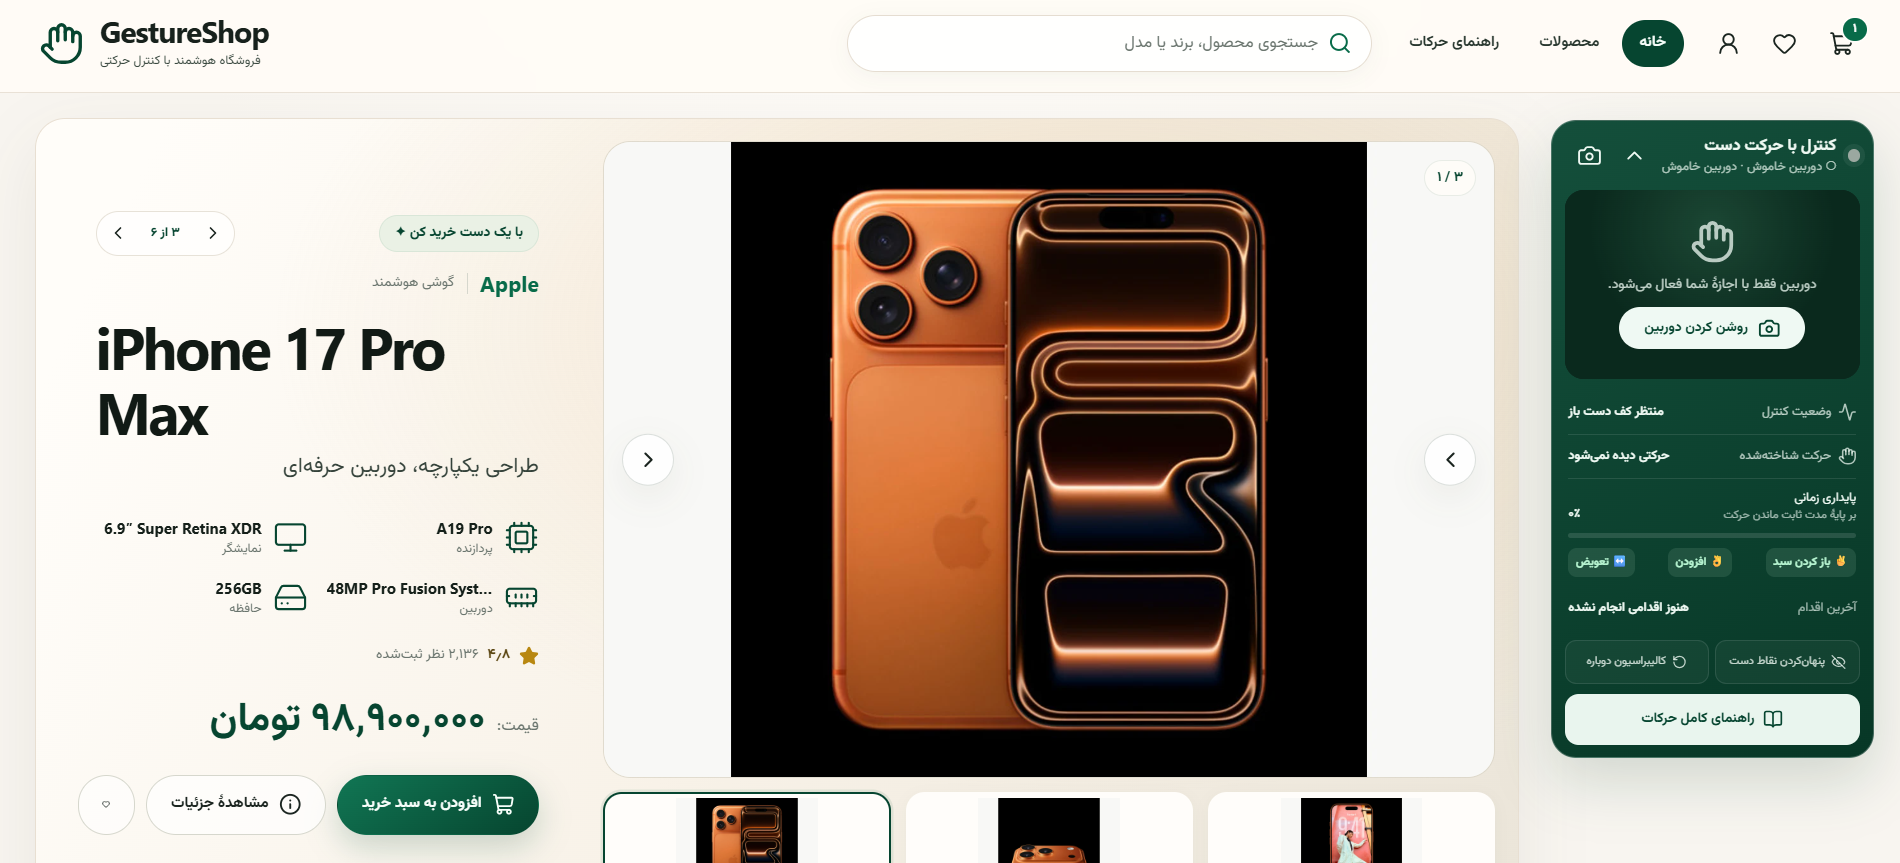 GestureShop
فروشگاه هوشمند با کنترل حرکتی
جستجوی محصول، برند یا مدل
راهنمای حرکات
محصولات
خانه
۱
کنترل با حرکت دست
دوربین خاموش · دوربین خاموش
دوربین فقط با اجازهٔ شما فعال می‌شود.
روشن کردن دوربین
وضعیت کنترل
منتظر کف دست باز
حرکت شناخته‌شده
حرکتی دیده نمی‌شود
پایداری زمانی
بر پایهٔ مدت ثابت ماندن حرکت
۰٪
باز کردن سبد
افزودن
تعویض
آخرین اقدام
هنوز اقدامی انجام نشده
پنهان‌کردن نقاط دست
کالیبراسیون دوباره
راهنمای کامل حرکات
۱ / ۳
با یک دست خرید کن ✦
۳ از ۶
Apple
گوشی هوشمند
iPhone 17 Pro
Max
طراحی یکپارچه، دوربین حرفه‌ای
A19 Pro
پردازنده
6.9″ Super Retina XDR
نمایشگر
48MP Pro Fusion Syst...
دوربین
256GB
حافظه
۴٫۸
۲,۱۳۶ نظر ثبت‌شده
قیمت:
۹۸,۹۰۰,۰۰۰ تومان
افزودن به سبد خرید
مشاهدهٔ جزئیات